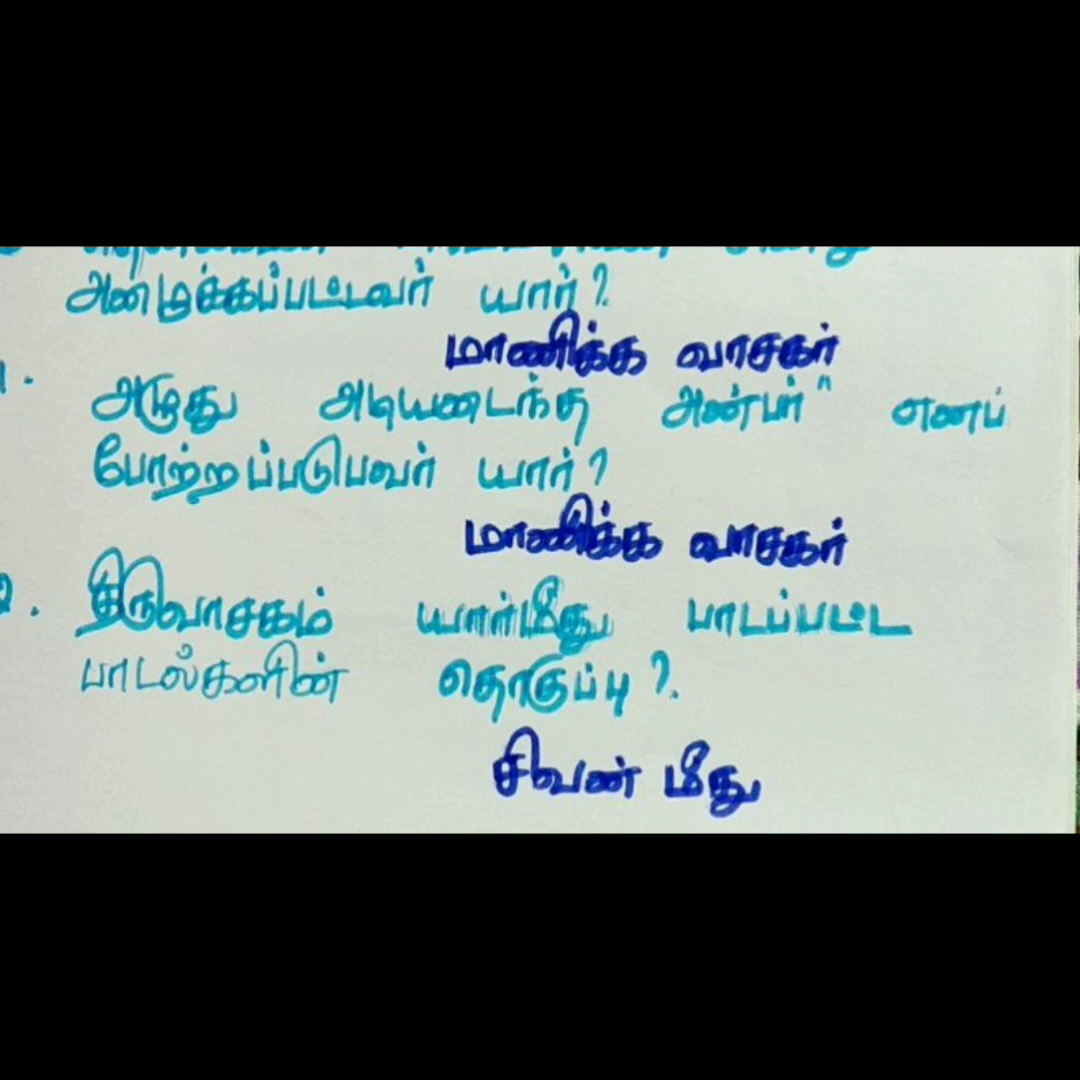 அழைக்கப்பட்டவர் யார்?
மாணிக்க வாசகர்
அழுது அடியடைந்த அன்பர்" எனப்
போற்றப்படுபவர் யார்?
மாணிக்க வாசகர்
திருவாசகம் யார்மீது பாடப்பட்ட
பாடல்களின் தொகுப்பு?.
சிவன் மீது